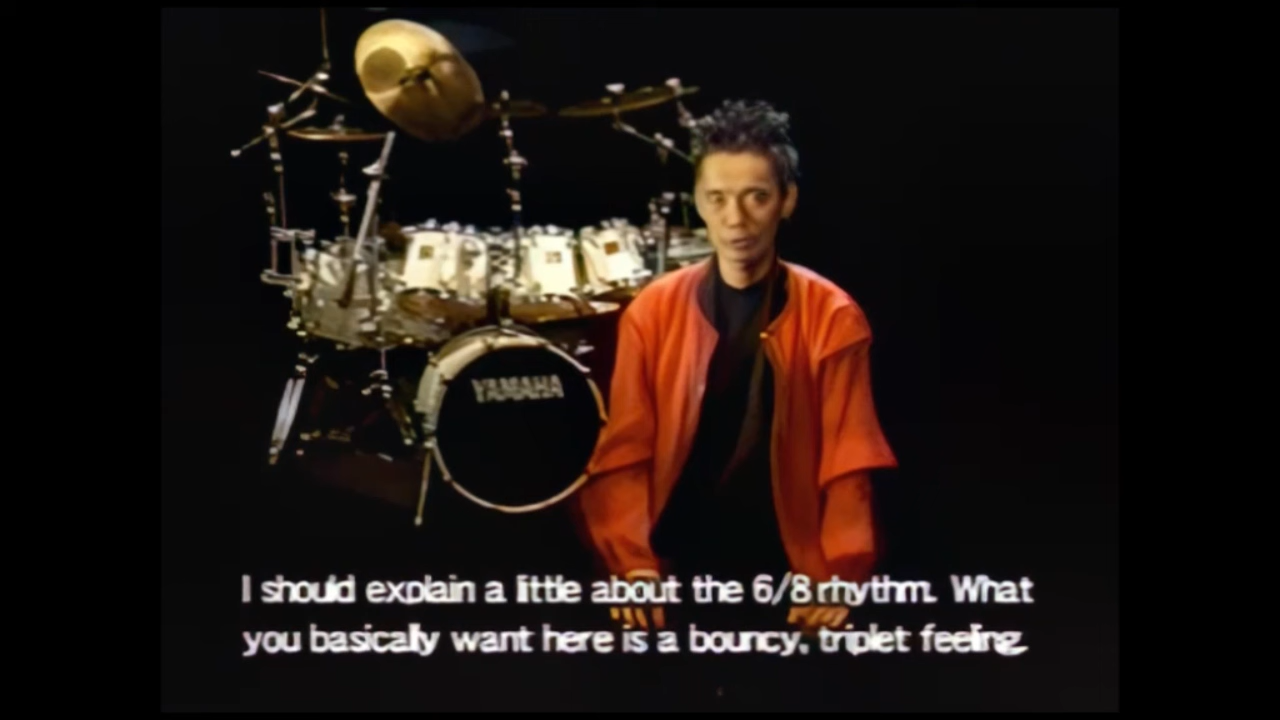 YAMAHA
I should explain a little about the 6/8 rhythm. What
you basically want here is a bouncy, triplet feeling.